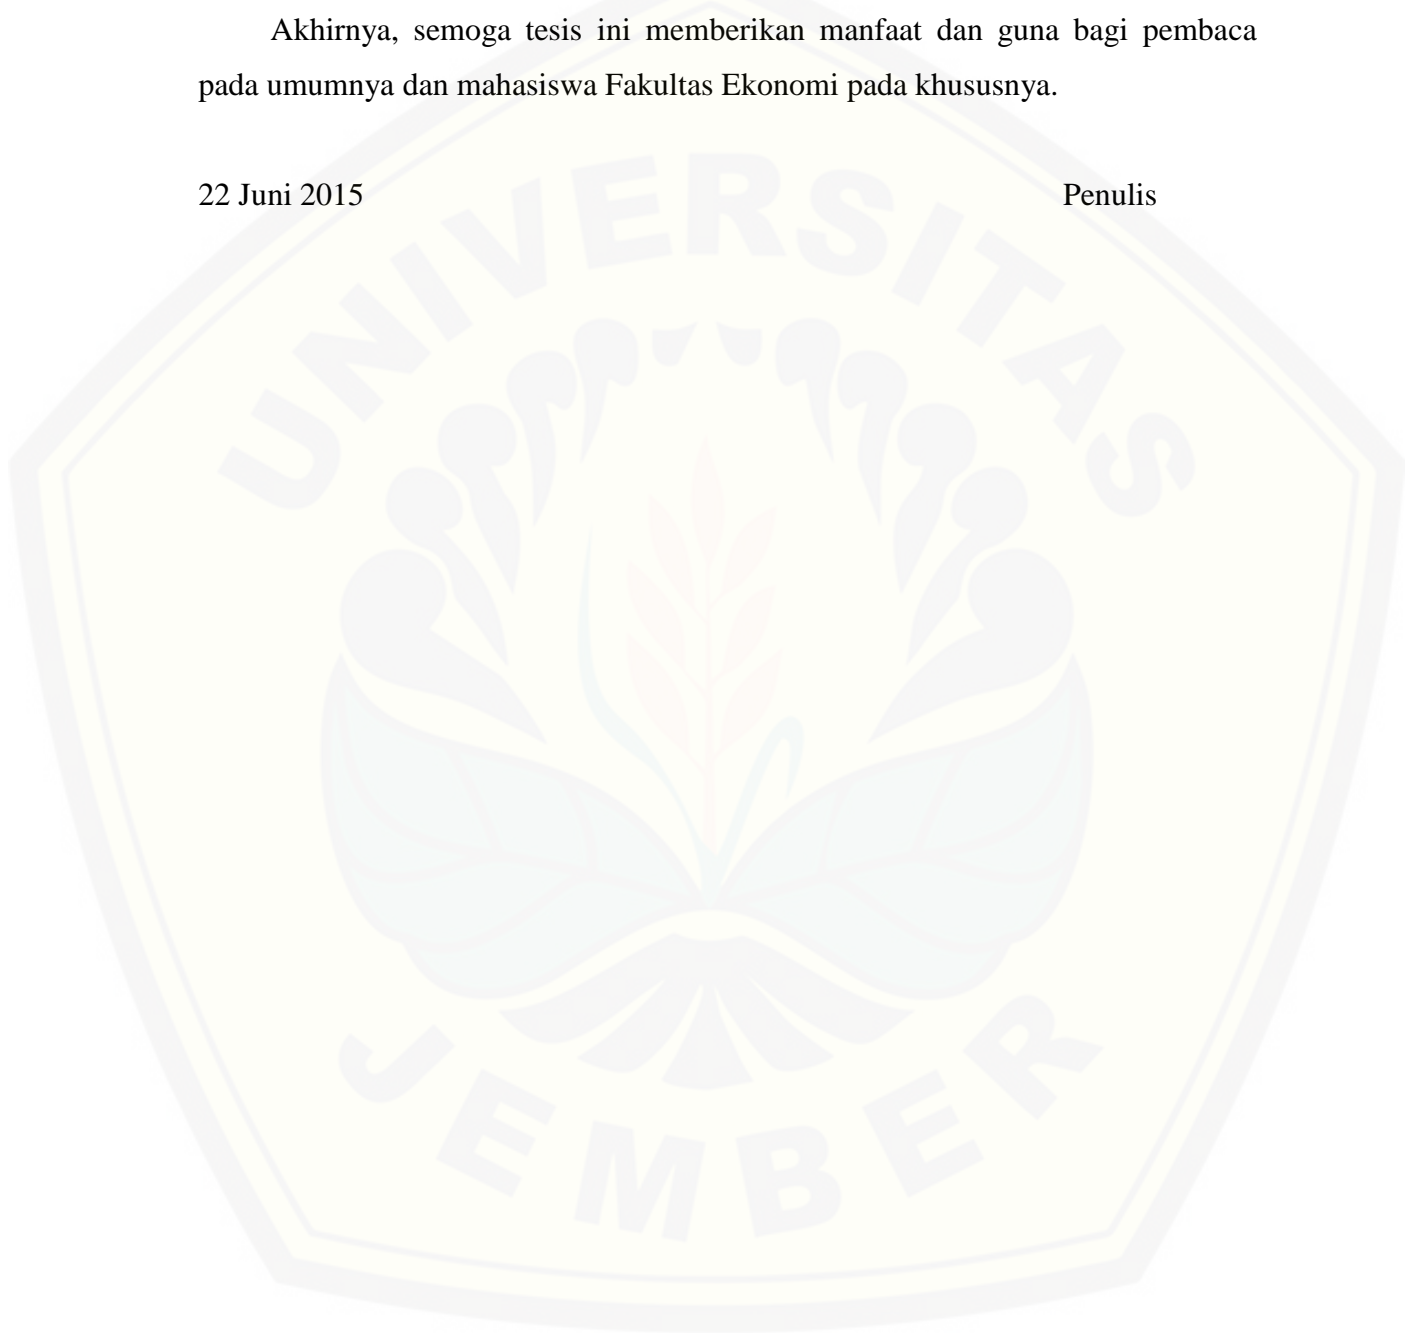 Akhirnya, semoga tesis ini memberikan manfaat dan guna bagi pembaca
pada umumnya dan mahasiswa Fakultas Ekonomi pada khususnya.
22 Juni 2015 Penulis
UNIVERSITAS
JEMBER